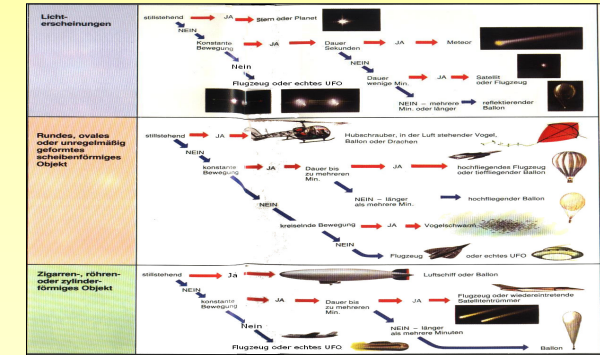 Licht-
erscheinungen
stillstehend JA Stern oder Planet
NEIN
Konstante
Bewegung
JA Dauer
Sekunden
JA Meteor
Nein
NEIN
Flugzeug oder echtes UFO
Dauer
wenige Min.
JA Satellit
oder Flugzeug
NEIN – mehrere
Min. oder länger
reflektierender
Ballon
Rundes, ovales
oder unregelmäßig
geformtes
scheibenförmiges
Objekt
stillstehend JA Hubschrauber, in der Luft stehender Vogel,
Ballon oder Drachen
NEIN
konstante
Bewegung
JA Dauer bis
zu mehreren
Min.
JA hochfliegendes Flugzeug
oder tieffliegender Ballon
NEIN
NEIN – länger
als mehrere Min.
hochfliegender Ballon
kreiselnde Bewegung JA Vogelschwarm
NEIN
Flugzeug oder echtes UFO
Zigarren-, röhren-
oder zylinder-
förmiges Objekt
stillstehend Ja Luftschiff oder Ballon
NEIN
konstante
Bewegung
JA Dauer bis
zu mehreren
Min.
JA Flugzeug oder wiedereintretende
Satellitentrümmer
Nein
NEIN – länger
als mehrere Minuten
Flugzeug oder echtes UFO
Ballon